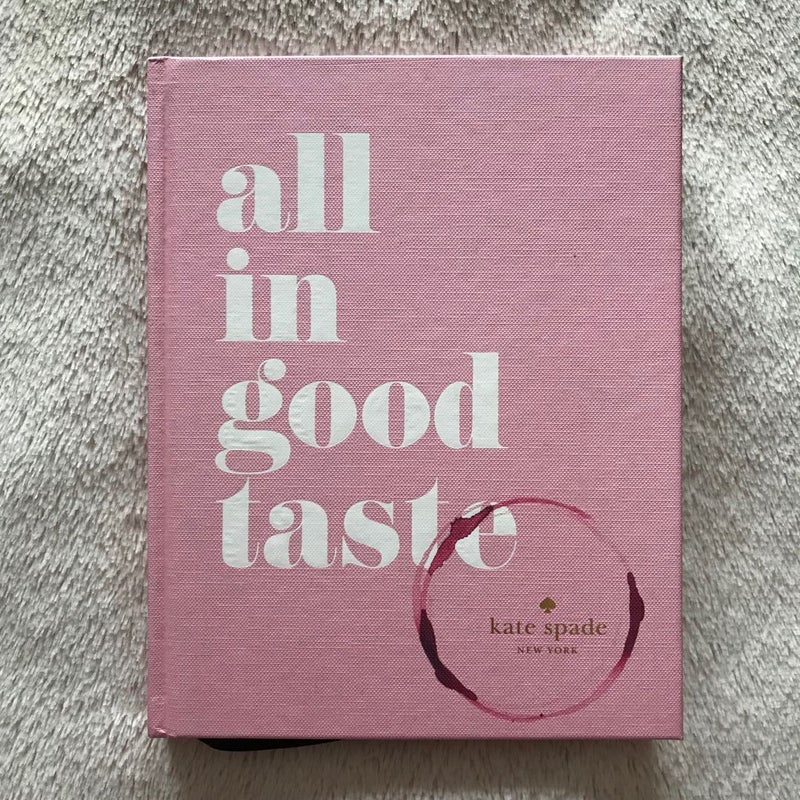 all
in
good
taste
kate spade
NEW YORK